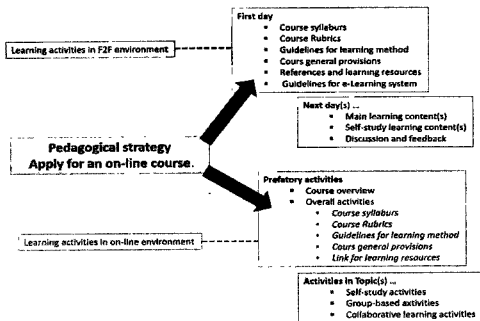 First day
Course syllaburs
Course Rubrics
Guidelines for learning method
Cours general provisions
References and learning resources
Guidelines for e-Learning system
Learning activities in F2F environment
Next day(s) ...
Main learning content(s)
Self-study learning content(s)
Discussion and feedback
Pedagogical strategy
Apply for an on-line course.
Prefatory activities
Course overview
Overall activities
Course syllaburs
Course Rubrics
Guidelines for learning method
Cours general provisions
Link for learning resources
Learning activities in on-line environment
Activities in Topic(s) ...
Self-study activities
Group-based axtivities
Collaborative learning activities